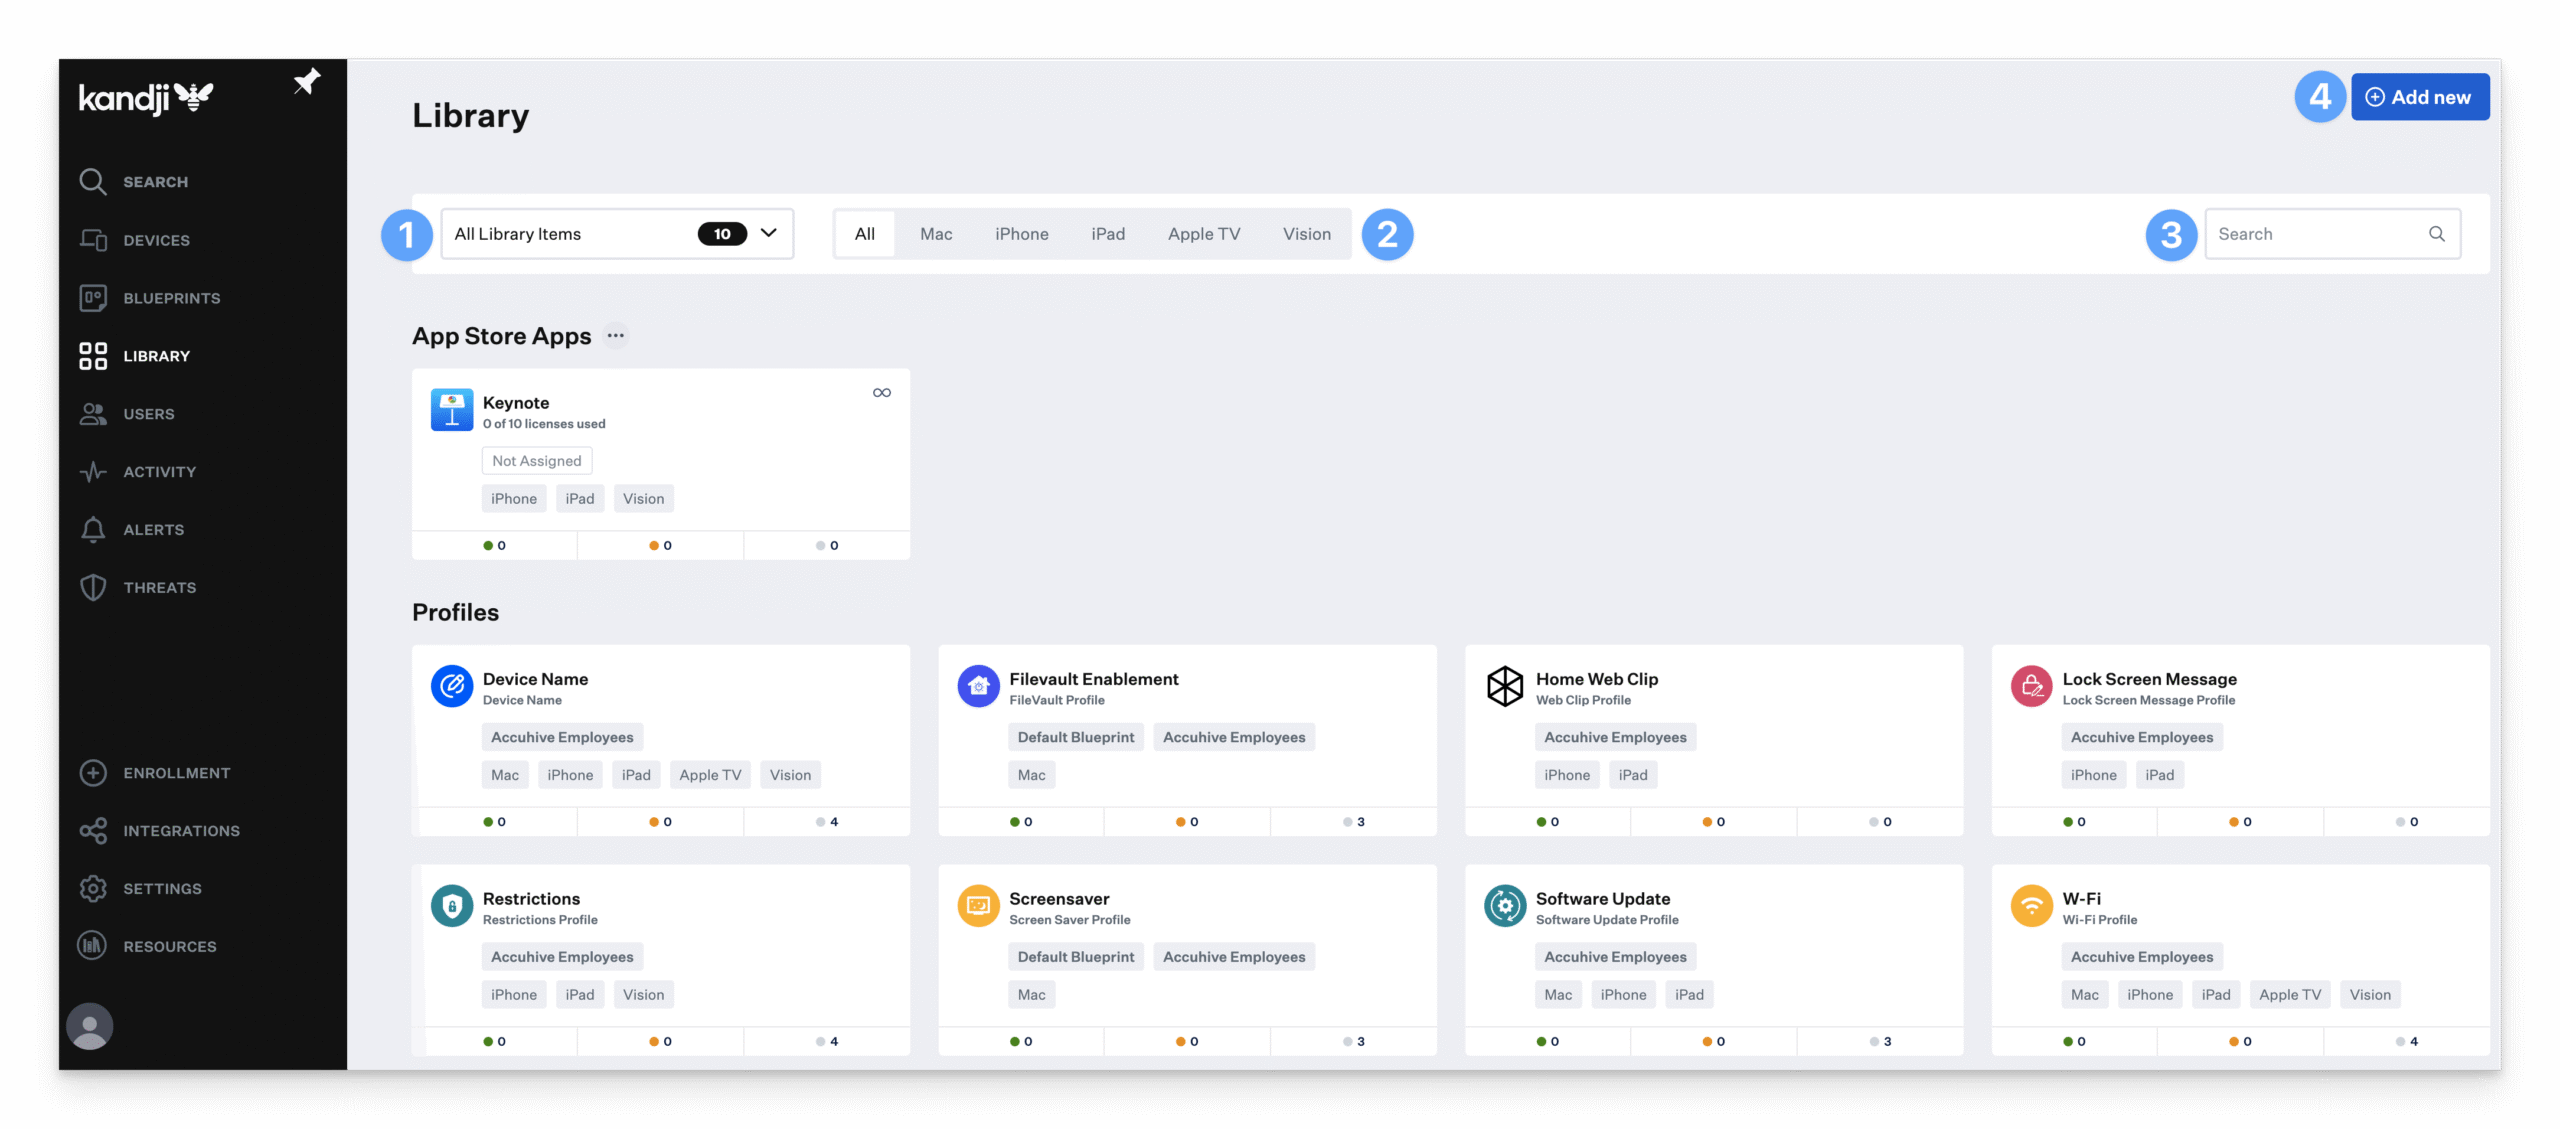 kandji
SEARCH
DEVICES
BLUEPRINTS
LIBRARY
USERS
ACTIVITY
ALERTS
THREATS
ENROLLMENT
INTEGRATIONS
SETTINGS
RESOURCES
Library
4 Add new
1 All Library Items 10 All Mac iPhone iPad Apple TV Vision 2 3 Search
App Store Apps
Keynote
0 of 10 licenses used
Not Assigned
iPhone iPad Vision
0 0 0
Profiles
Device Name
Device Name
Accuhive Employees
Mac iPhone iPad Apple TV Vision
0 0 4
Filevault Enablement
FileVault Profile
Default Blueprint Accuhive Employees
Mac
0 0 3
Home Web Clip
Web Clip Profile
Accuhive Employees
iPhone iPad
0 0 0
Lock Screen Message
Lock Screen Message Profile
Accuhive Employees
iPhone iPad
0 0 0
Restrictions
Restrictions Profile
Accuhive Employees
iPhone iPad Vision
0 0 4
Screensaver
Screen Saver Profile
Default Blueprint Accuhive Employees
Mac
0 0 3
Software Update
Software Update Profile
Accuhive Employees
Mac iPhone iPad
0 0 3
W-Fi
Wi-Fi Profile
Accuhive Employees
Mac iPhone iPad Apple TV Vision
0 0 4